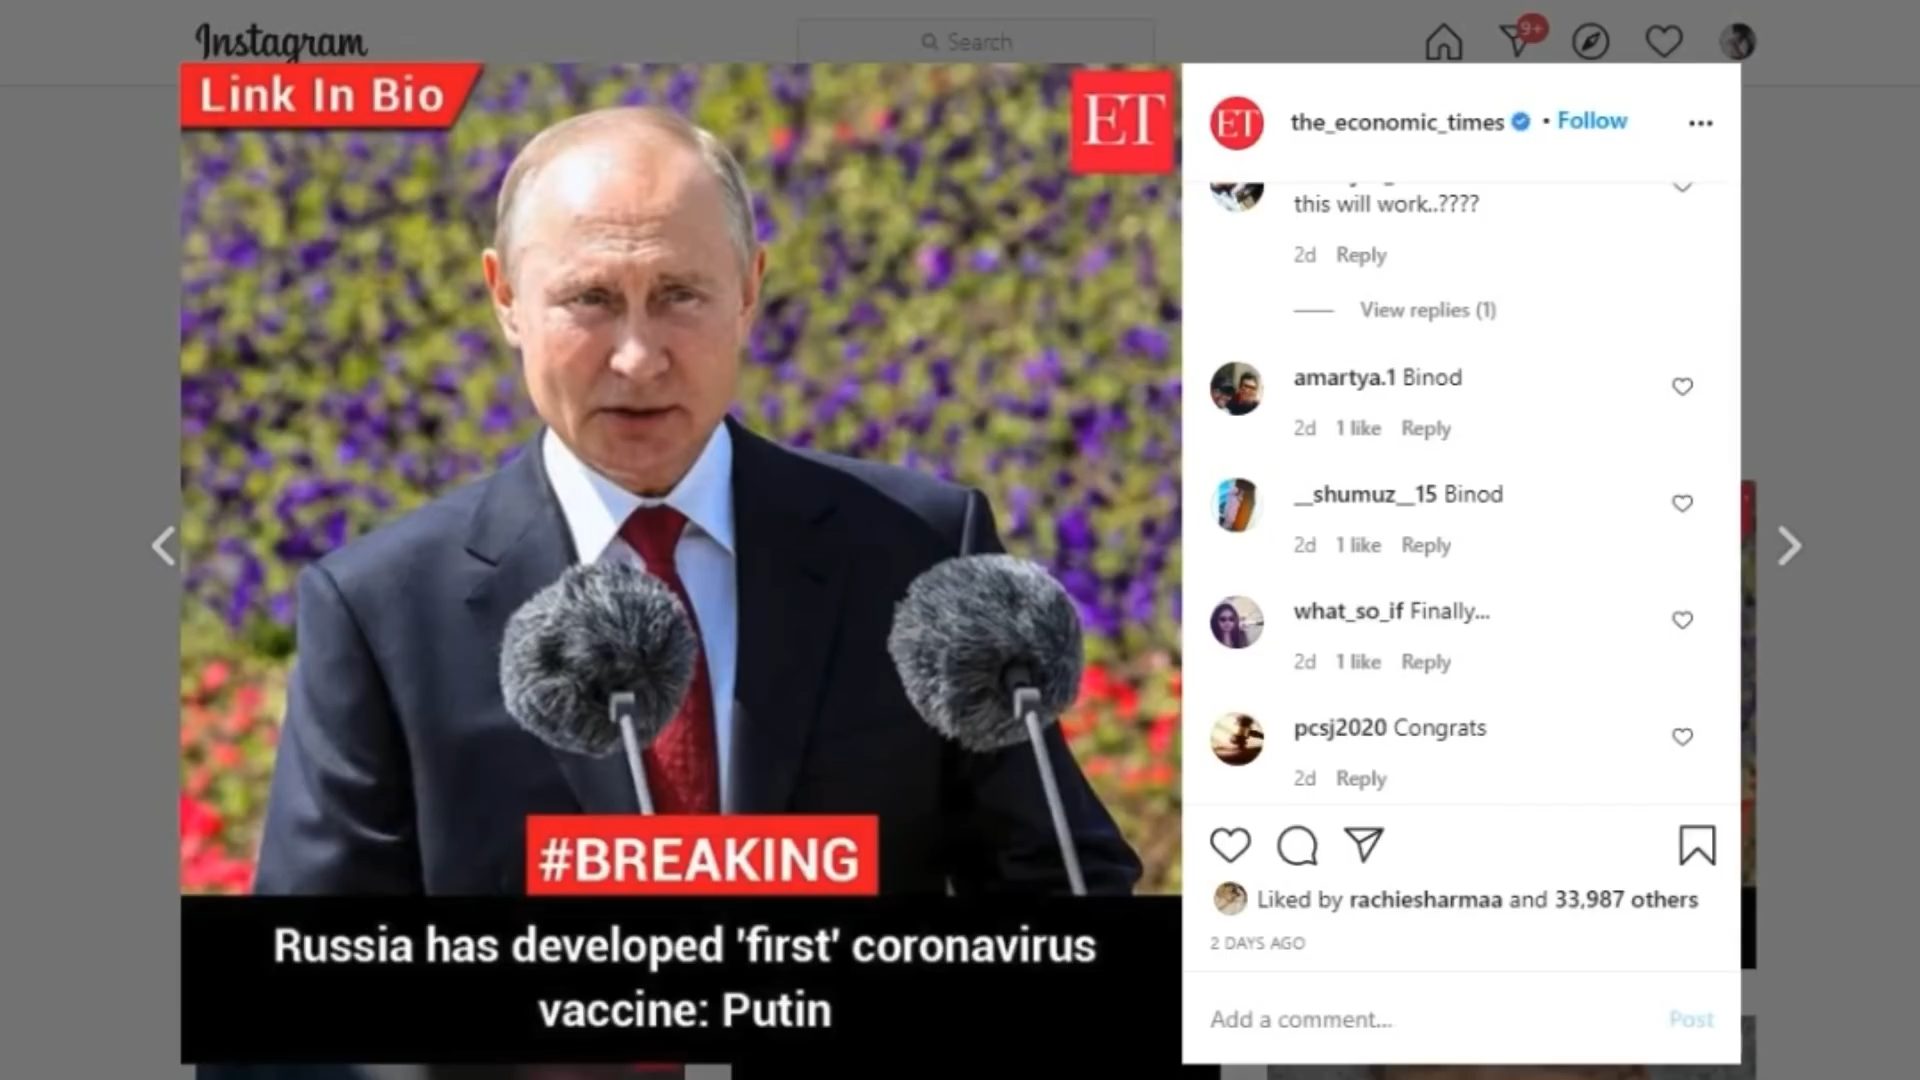 Instagram
Search
9+
Link In Bio
ET
ET
the_economic_times • Follow
this will work..????
2d Reply
View replies (1)
amartya.1 Binod
2d 1 like Reply
__shumuz__15 Binod
2d 1 like Reply
what_so_if Finally...
2d 1 like Reply
pcsj2020 Congrats
2d Reply
#BREAKING
Russia has developed 'first' coronavirus
vaccine: Putin
Liked by rachiesharmaa and 33,987 others
2 DAYS AGO
Add a comment... Post